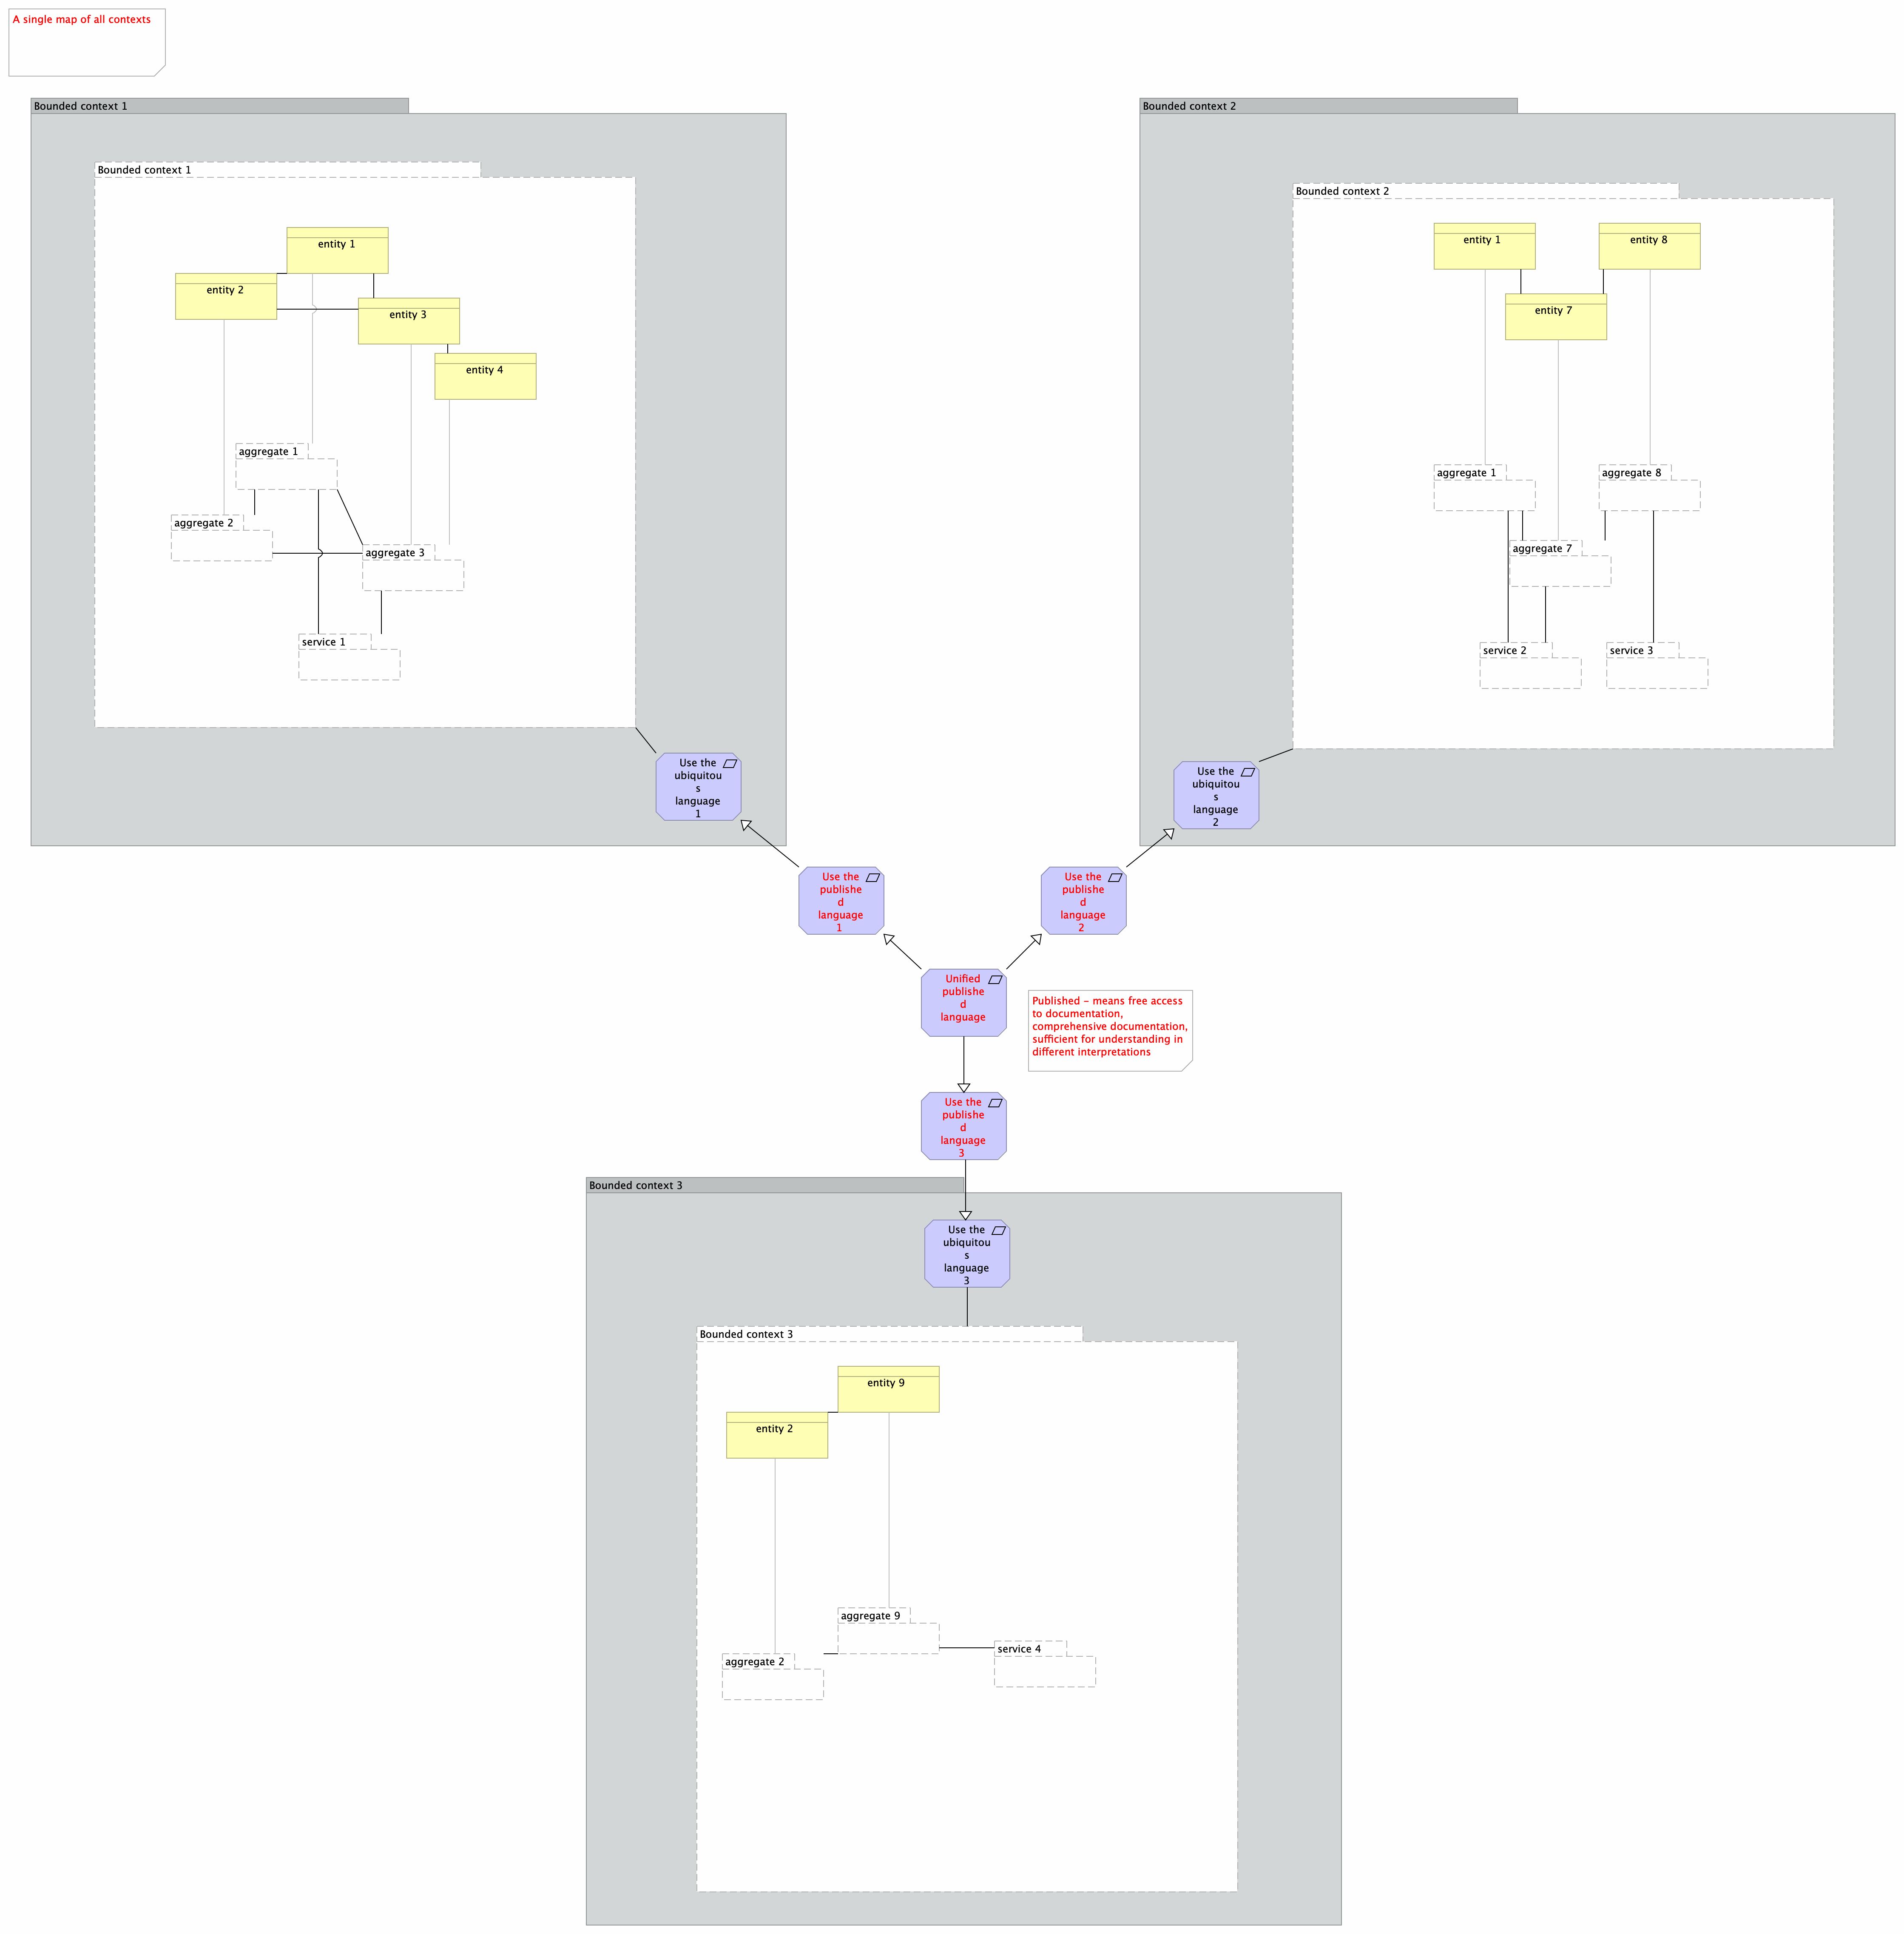 A single map of all contexts
Bounded context 1
Bounded context 1
entity 1
entity 2
entity 3
entity 4
aggregate 1
aggregate 2
aggregate 3
service 1
Use the
ubiquitou
s
language
1
Bounded context 2
Bounded context 2
entity 1
entity 8
entity 7
aggregate 1
aggregate 8
aggregate 7
service 2
service 3
Use the
ubiquitou
s
language
2
Use the
publishe
d
language
1
Use the
publishe
d
language
2
Unified
publishe
d
language
Published - means free access
to documentation,
comprehensive documentation,
sufficient for understanding in
different interpretations
Use the
publishe
d
language
3
Bounded context 3
Use the
ubiquitou
s
language
3
Bounded context 3
entity 9
entity 2
aggregate 9
service 4
aggregate 2